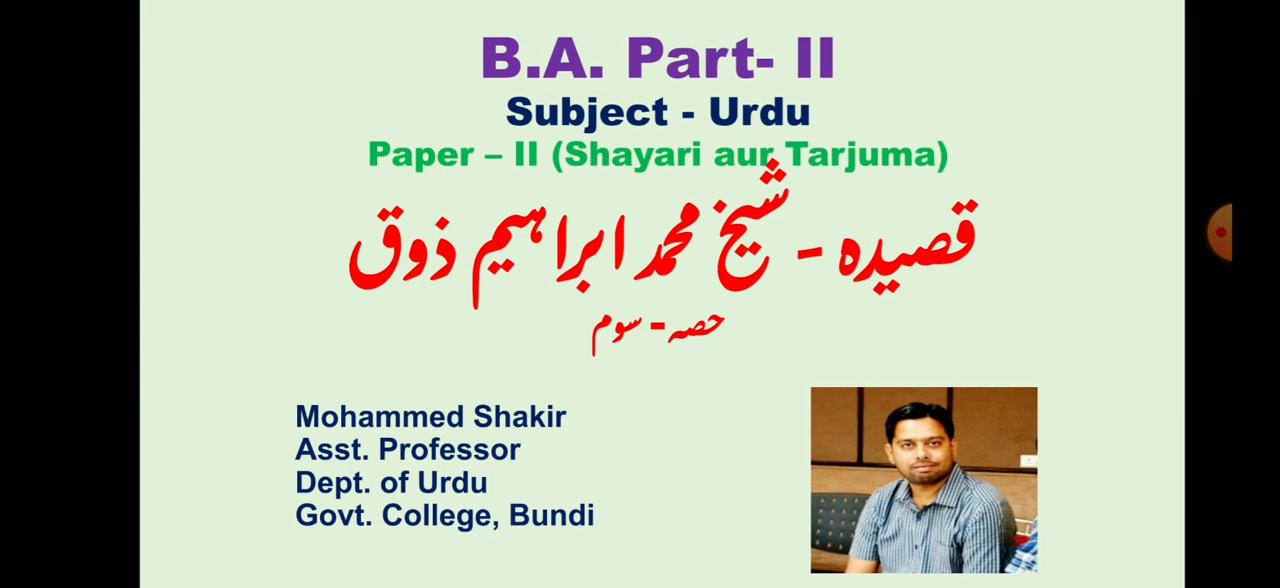 B.A. Part- II
Subject - Urdu
Paper – II (Shayari aur Tarjuma)
قصیدہ - شیخ محمد ابراہیم ذوق
حصہ - سوم
Mohammed Shakir
Asst. Professor
Dept. of Urdu
Govt. College, Bundi